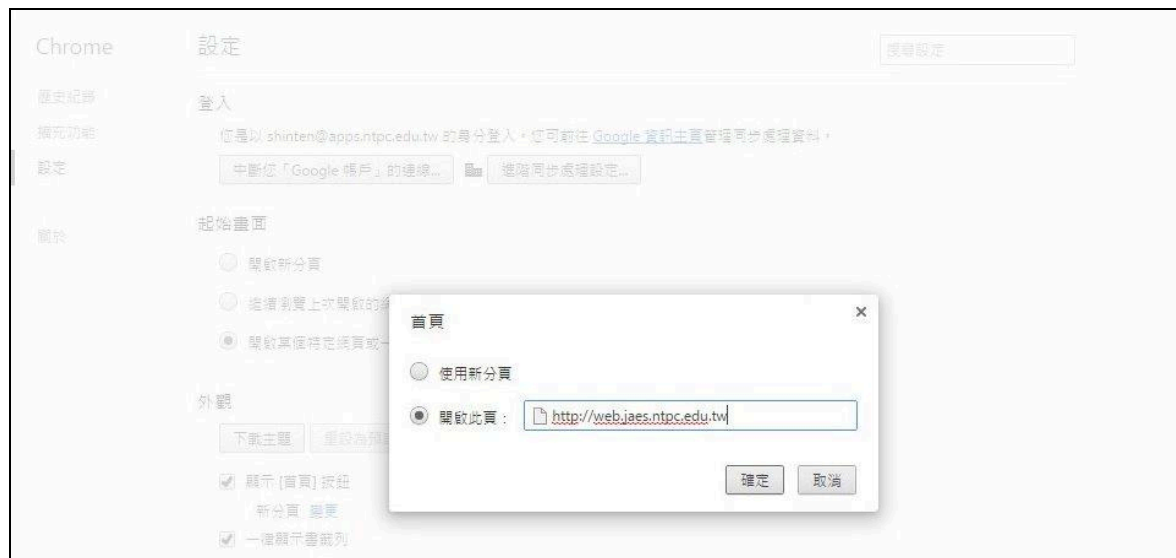 Chrome
設定
搜尋設定
歷史紀錄
擴充功能
設定
關於
登入
您是以 shinten@apps.ntpc.edu.tw 的身分登入。您可前往 Google 資訊主頁管理同步處理資料。
中斷您「Google 帳戶」的連線...
進階同步處理設定...
起始畫面
開啟新分頁
繼續瀏覽上次開啟的
開啟某個特定網頁或一
外觀
下載主題
重設為預
顯示 [首頁] 按鈕
新分頁 變更
一律顯示書籤列
首頁
使用新分頁
開啟此頁：
http://web.jaes.ntpc.edu.tw
確定
取消